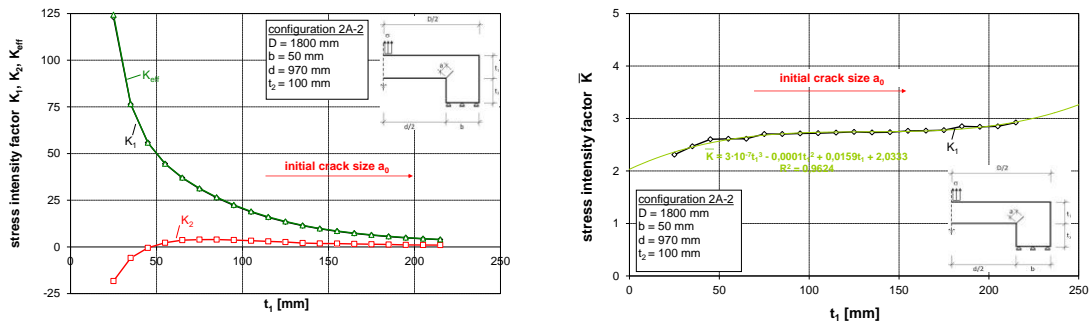 stress intensity factor K1, K2, Keff
125
100
75
50
25
0
-25
0
50
100
150
200
250
t1 [mm]
Keff
K1
K2
initial crack size a0
configuration 2A-2
D = 1800 mm
b = 50 mm
d = 970 mm
t2 = 100 mm
D/2
σ
d/2
b
stress intensity factor K̅
5
4
3
2
1
0
0
50
100
150
200
250
t1 [mm]
initial crack size a0
K1
K̅ = 3·10-7t13 - 0,0001t12 + 0,0159t1 + 2,0333
R2 = 0,9624
configuration 2A-2
D = 1800 mm
b = 50 mm
d = 970 mm
t2 = 100 mm
D/2
σ
d/2
b